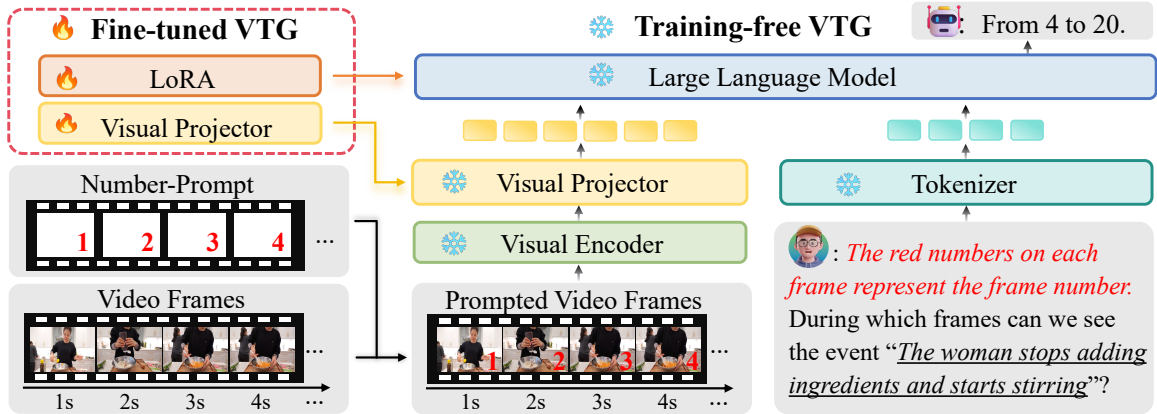 Fine-tuned VTG
LoRA
Visual Projector
Training-free VTG
: From 4 to 20.
Large Language Model
Visual Projector
Tokenizer
Visual Encoder
Number-Prompt
1 2 3 4 ...
Video Frames
...
1s 2s 3s 4s ...
Prompted Video Frames
1 2 3 4 ...
1s 2s 3s 4s ...
: The red numbers on each
frame represent the frame number.
During which frames can we see
the event “The woman stops adding
ingredients and starts stirring”?